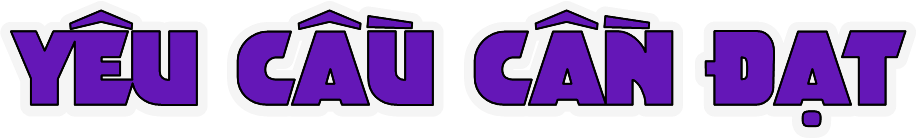 YÊU CẦU CẦN ĐẠT